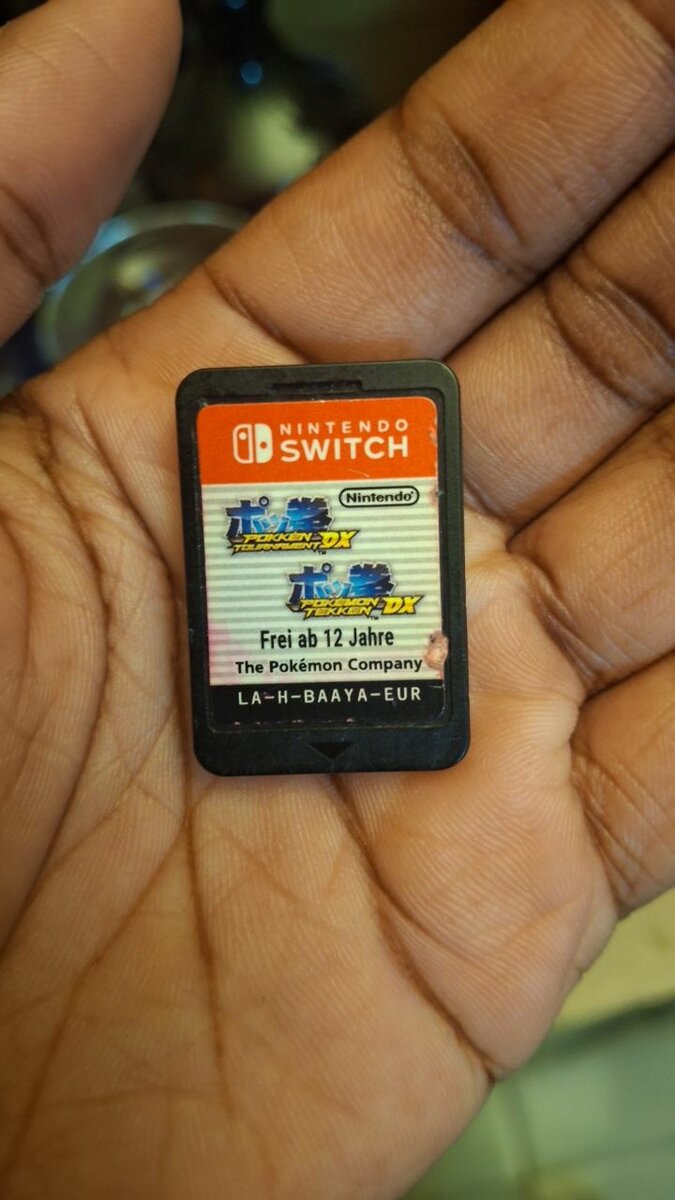 NINTENDO
SWITCH
Nintendo
ポッ拳
POKKÉN
TOURNAMENT DX
ポッ拳
POKÉMON
TEKKEN DX
Frei ab 12 Jahre
The Pokémon Company
LA-H-BAAYA-EUR